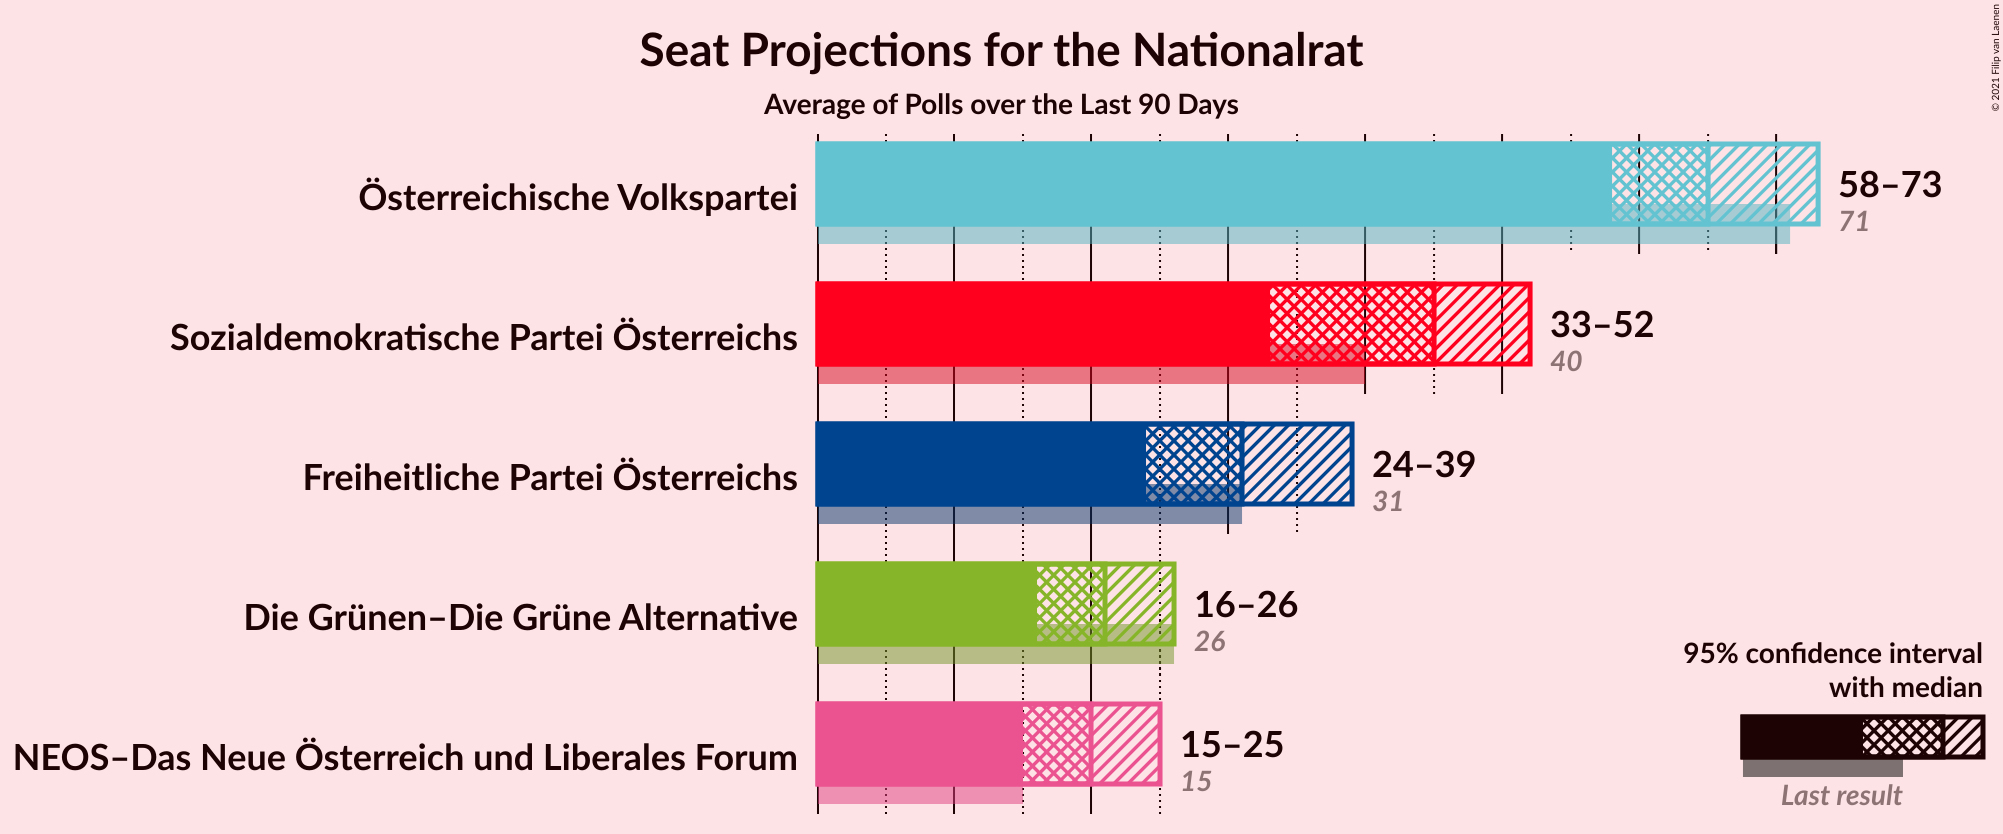 Seat Projections for the Nationalrat
Average of Polls over the Last 90 Days
© 2021 Filip van Laenen
Österreichische Volkspartei
58–73
71
Sozialdemokratische Partei Österreichs
33–52
40
Freiheitliche Partei Österreichs
24–39
31
Die Grünen–Die Grüne Alternative
16–26
26
NEOS–Das Neue Österreich und Liberales Forum
15–25
15
95% confidence interval
with median
Last result